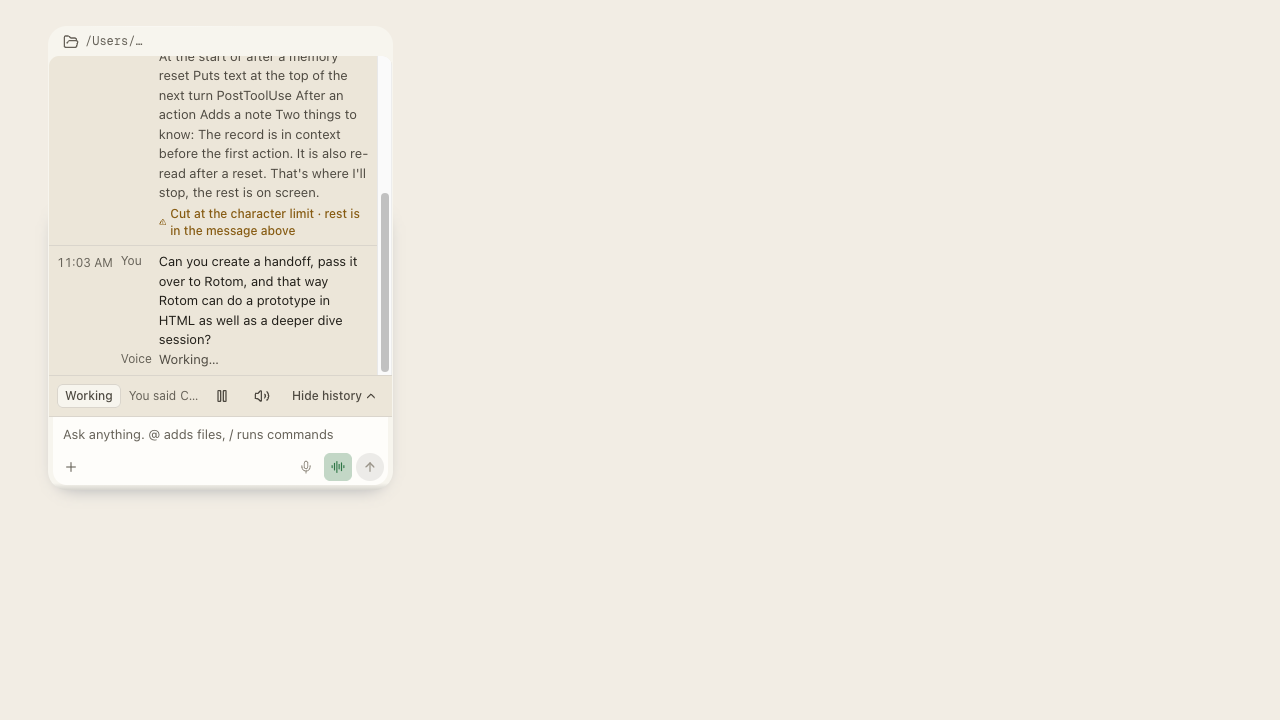 /Users/…
At the start or after a memory
reset Puts text at the top of the
next turn PostToolUse After an
action Adds a note Two things to
know: The record is in context
before the first action. It is also re-
read after a reset. That's where I'll
stop, the rest is on screen.
Cut at the character limit · rest is
in the message above
11:03 AM You Can you create a handoff, pass it
over to Rotom, and that way
Rotom can do a prototype in
HTML as well as a deeper dive
session?
Voice Working…
Working You said C… Hide history
Ask anything. @ adds files, / runs commands